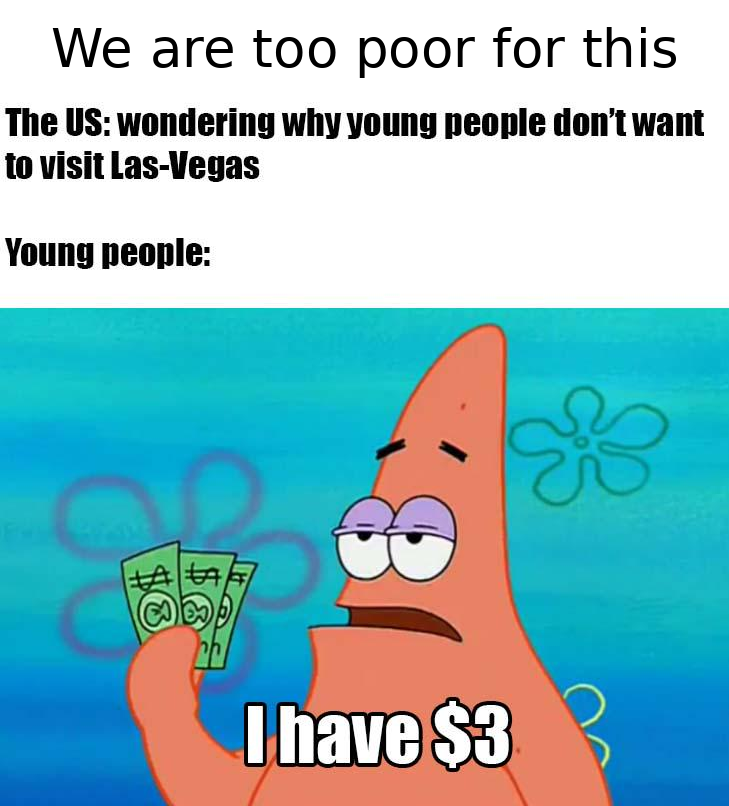 We are too poor for this
The US: wondering why young people don't want
to visit Las-Vegas
Young people:
I have $3